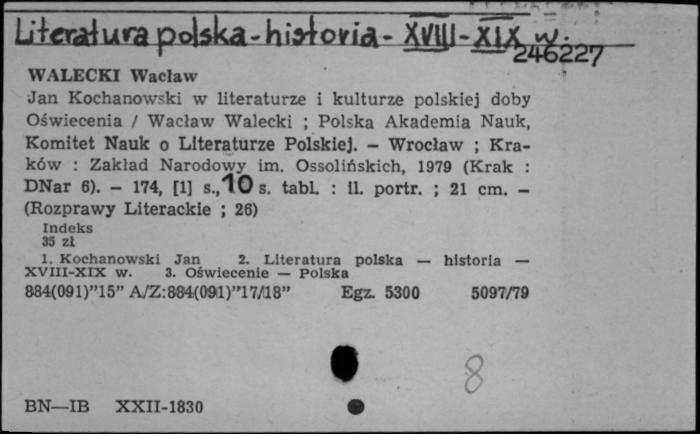 Literatura polska - historia - XVIII - XIX w.
246227
WALECKI Wacław
Jan Kochanowski w literaturze i kulturze polskiej doby
Oświecenia / Wacław Walecki ; Polska Akademia Nauk,
Komitet Nauk o Literaturze Polskiej. — Wrocław ; Kra-
ków : Zakład Narodowy im. Ossolińskich, 1979 (Krak :
DNar 6). — 174, [1] s., 10 s. tabl. : il. portr. ; 21 cm. —
(Rozprawy Literackie ; 26)
Indeks
35 zł
1. Kochanowski Jan 2. Literatura polska — historia —
XVIII-XIX w. 3. Oświecenie — Polska
884(091)”15” A/Z:884(091)”17/18” Egz. 5300 5097/79
8
BN—IB XXII-1830